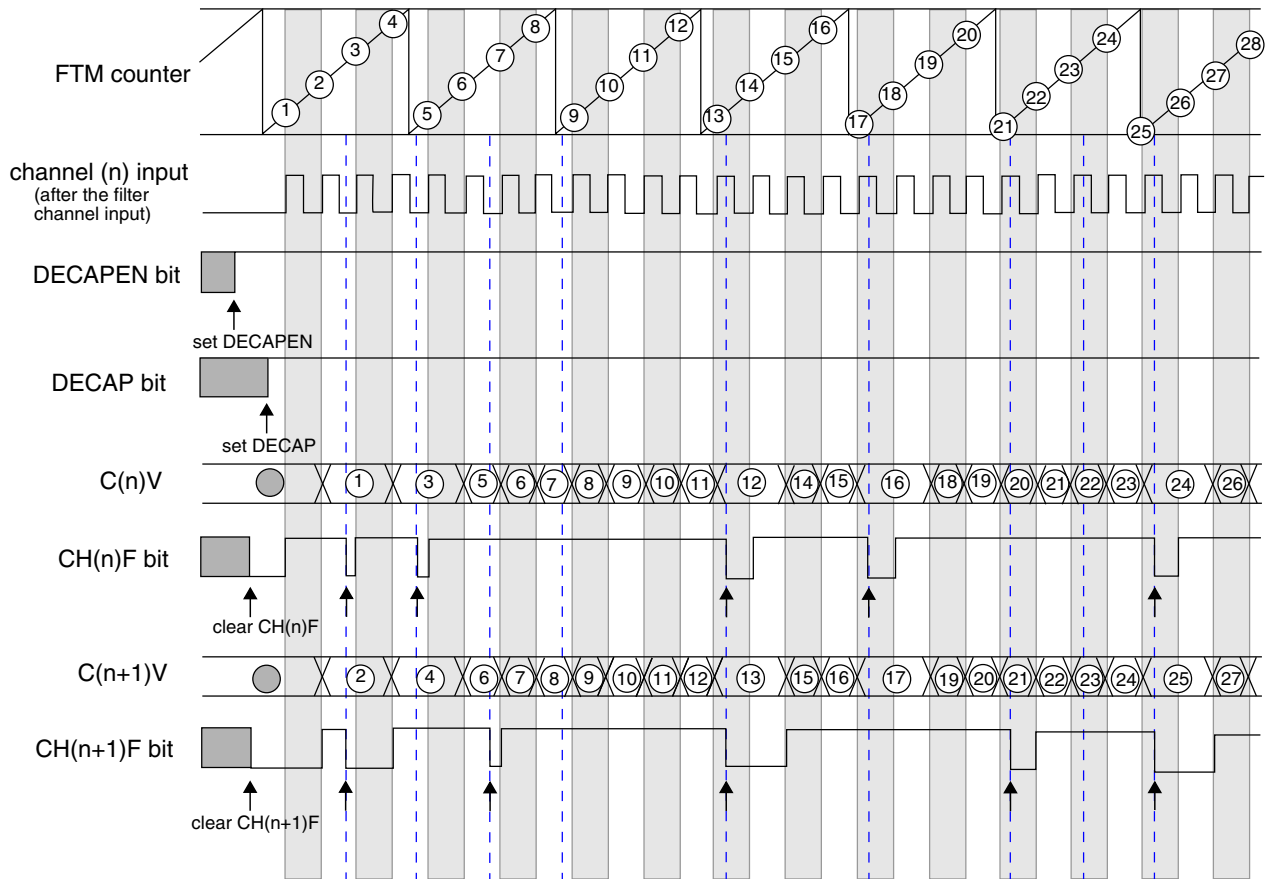 4 8 12 16 20 24 28
3 7 11 15 19 23 27
FTM counter 2 6 10 14 18 22 26
1 5 9 13 17 21 25
channel (n) input
(after the filter
channel input)
DECAPEN bit
set DECAPEN
DECAP bit
set DECAP
C(n)V 1 3 5 6 7 8 9 10 11 12 14 15 16 18 19 20 21 22 23 24 26
CH(n)F bit
clear CH(n)F
C(n+1)V 2 4 6 7 8 9 10 11 12 13 15 16 17 19 20 21 22 23 24 25 27
CH(n+1)F bit
clear CH(n+1)F